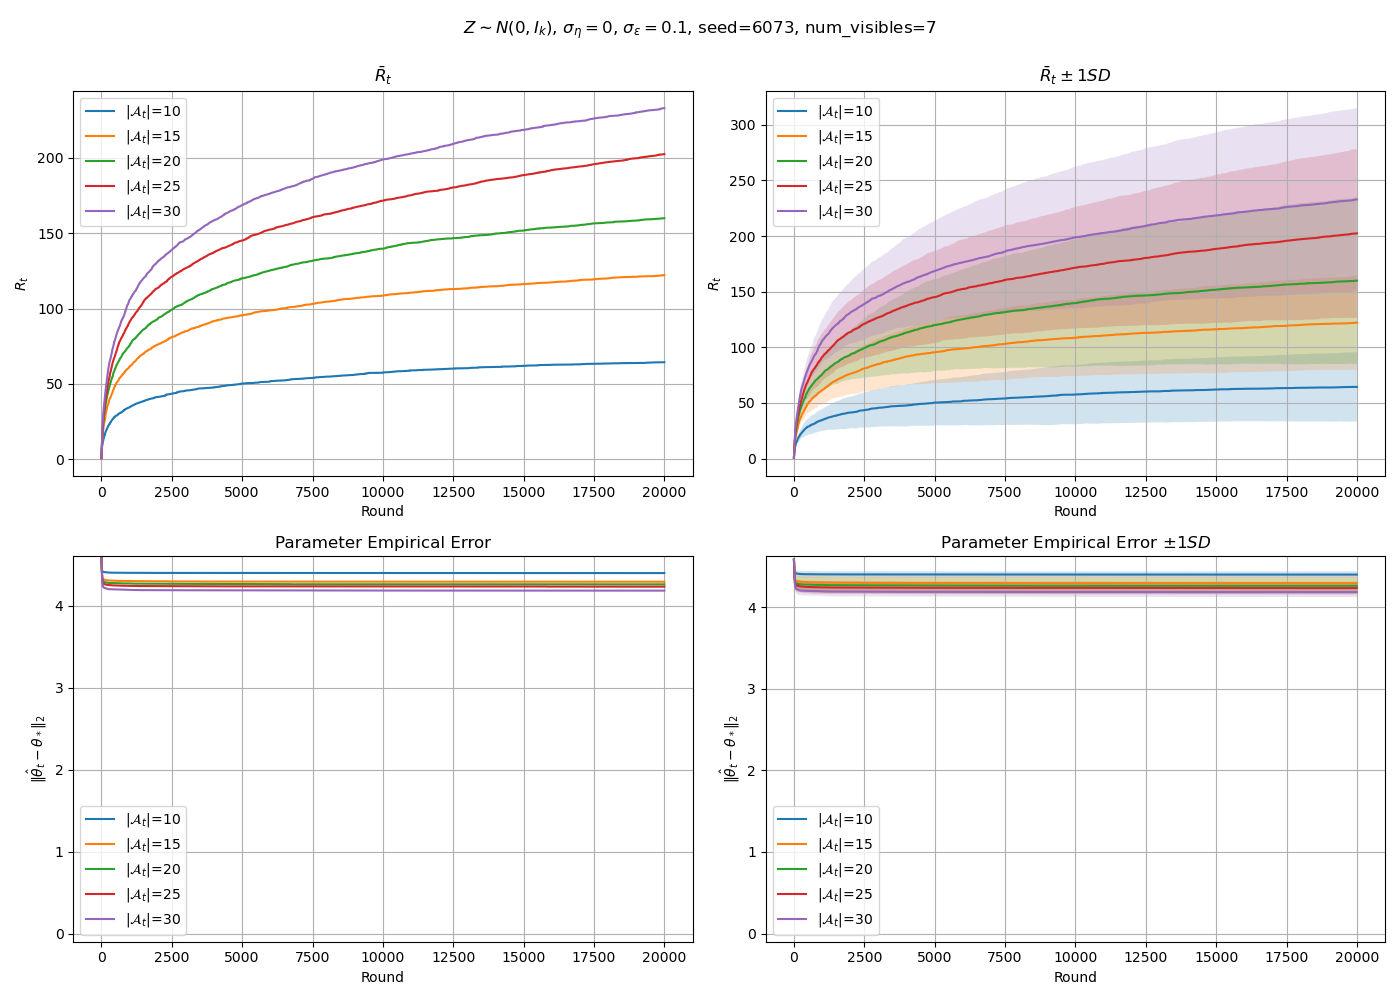 Z ∼ N(0, I_k), σ_η = 0, σ_ε = 0.1, seed=6073, num_visibles=7
R̄_t
R_t
200
150
100
50
0
|𝒜_t|=10
|𝒜_t|=15
|𝒜_t|=20
|𝒜_t|=25
|𝒜_t|=30
0 2500 5000 7500 10000 12500 15000 17500 20000
Round
R̄_t ± 1SD
R_t
300
250
200
150
100
50
0
|𝒜_t|=10
|𝒜_t|=15
|𝒜_t|=20
|𝒜_t|=25
|𝒜_t|=30
0 2500 5000 7500 10000 12500 15000 17500 20000
Round
Parameter Empirical Error
‖θ̂_t − θ_*‖_2
4
3
2
1
0
|𝒜_t|=10
|𝒜_t|=15
|𝒜_t|=20
|𝒜_t|=25
|𝒜_t|=30
0 2500 5000 7500 10000 12500 15000 17500 20000
Round
Parameter Empirical Error ±1SD
‖θ̂_t − θ_*‖_2
4
3
2
1
0
|𝒜_t|=10
|𝒜_t|=15
|𝒜_t|=20
|𝒜_t|=25
|𝒜_t|=30
0 2500 5000 7500 10000 12500 15000 17500 20000
Round